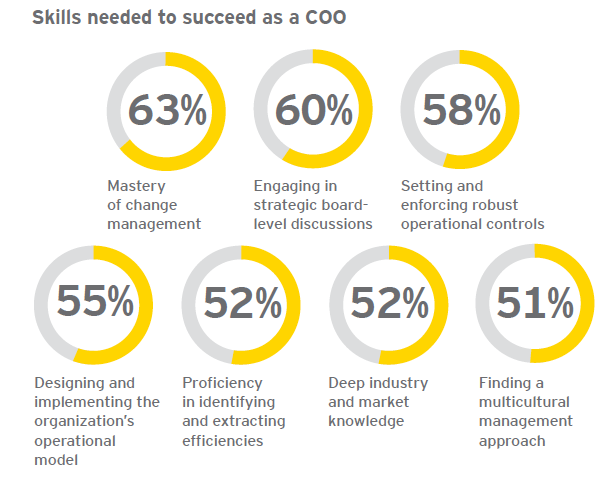 Skills needed to succeed as a COO
63%
Mastery
of change
management
60%
Engaging in
strategic board-
level discussions
58%
Setting and
enforcing robust
operational controls
55%
Designing and
implementing the
organization's
operational
model
52%
Proficiency
in identifying
and extracting
efficiencies
52%
Deep industry
and market
knowledge
51%
Finding a
multicultural
management
approach